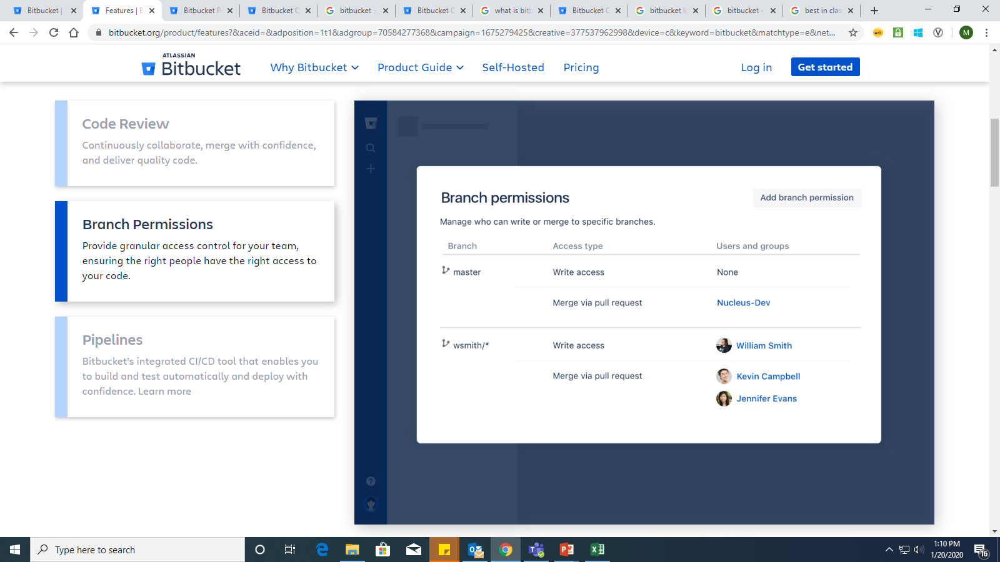 Bitbucket |
Features | B
Bitbucket P
Bitbucket C
bitbucket -
Bitbucket C
what is bitb
Bitbucket C
bitbucket lo
bitbucket -
best in clas
bitbucket.org/product/features?&aceid=&adposition=1t1&adgroup=70584277368&campaign=1675279425&creative=377537962998&device=c&keyword=bitbucket&matchtype=e&net...
M
ATLASSIAN
Bitbucket
Why Bitbucket
Product Guide
Self-Hosted
Pricing
Log in
Get started
Code Review
Continuously collaborate, merge with confidence,
and deliver quality code.
Branch Permissions
Provide granular access control for your team,
ensuring the right people have the right access to
your code.
Pipelines
Bitbucket's integrated CI/CD tool that enables you
to build and test automatically and deploy with
confidence. Learn more
Branch permissions
Add branch permission
Manage who can write or merge to specific branches.
Branch Access type Users and groups
master Write access None
Merge via pull request Nucleus-Dev
wsmith/* Write access William Smith
Merge via pull request Kevin Campbell
Jennifer Evans
Type here to search
1:10 PM
1/20/2020
16